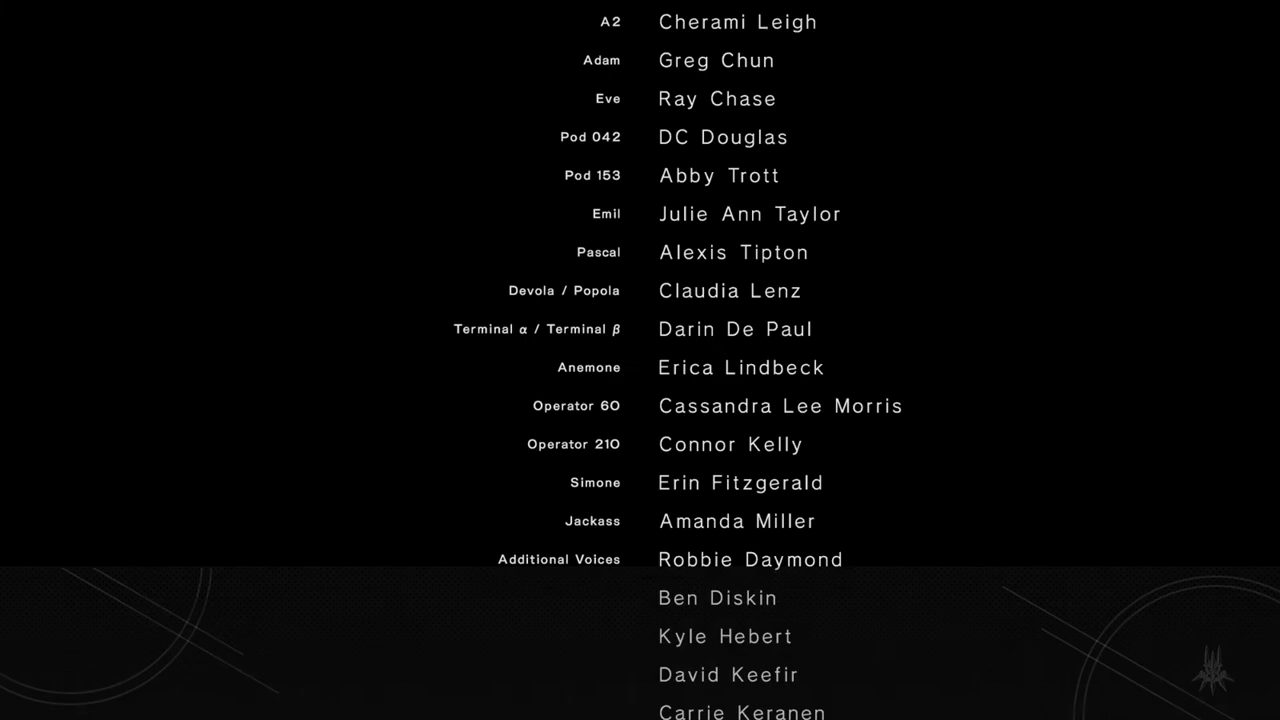 A2 Cherami Leigh
Adam Greg Chun
Eve Ray Chase
Pod 042 DC Douglas
Pod 153 Abby Trott
Emil Julie Ann Taylor
Pascal Alexis Tipton
Devola / Popola Claudia Lenz
Terminal α / Terminal β Darin De Paul
Anemone Erica Lindbeck
Operator 6O Cassandra Lee Morris
Operator 21O Connor Kelly
Simone Erin Fitzgerald
Jackass Amanda Miller
Additional Voices Robbie Daymond
Ben Diskin
Kyle Hebert
David Keefir
Carrie Keranen